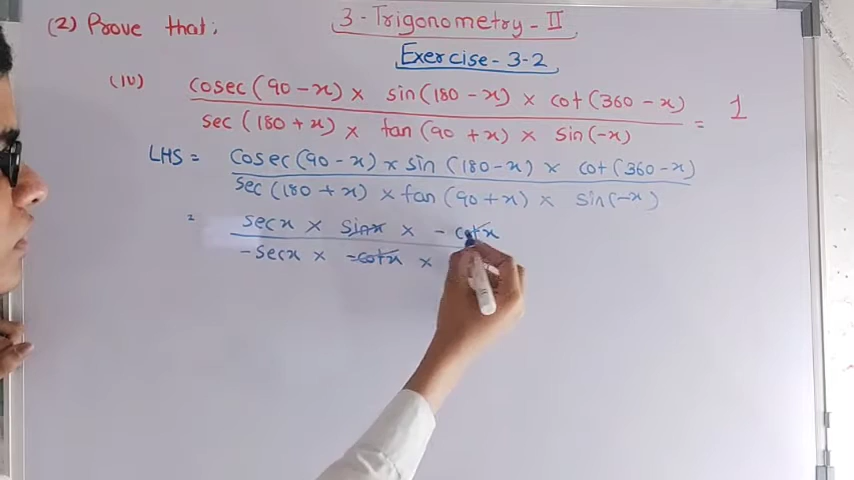 3 - Trigonometry - II
(2) Prove that;
Exercise - 3-2
(iv) cosec (90 - x) × sin (180 - x) × cot (360 - x)
sec (180 + x) × tan (90 + x) × sin (-x) = 1
LHS = cosec (90 - x) × sin (180 - x) × cot (360 - x)
sec (180 + x) × tan (90 + x) × sin (-x)
= sec x × sin x × - cot x
- sec x × - cot x ×